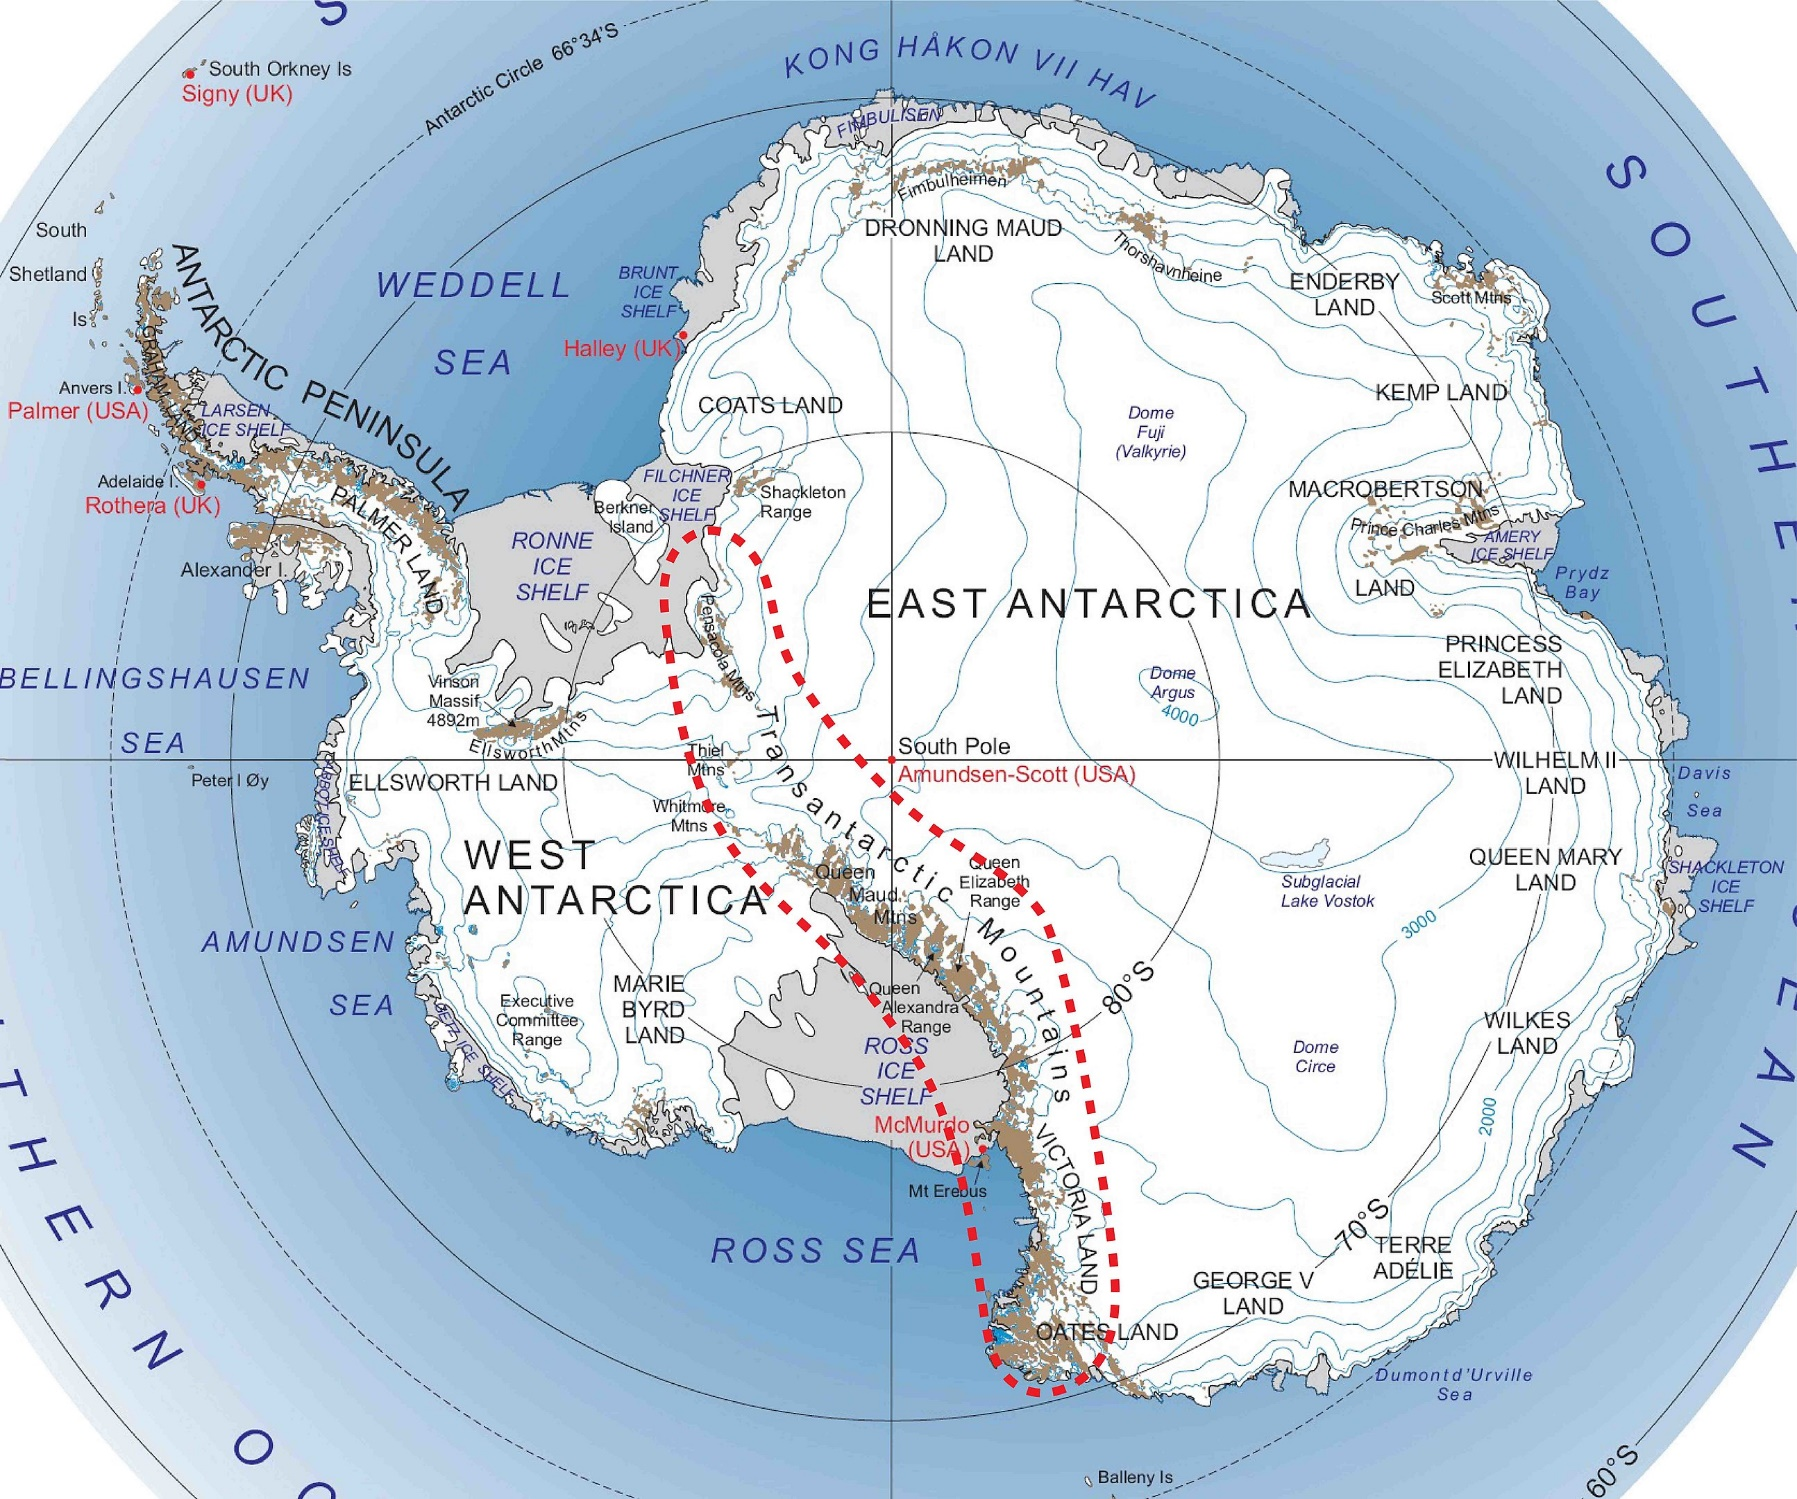 S
Antarctic Circle 66°34'S
South Orkney Is
Signy (UK)
KONG HÅKON VII HAV
FIMBULISEN
Fimbulheimen
DRONNING MAUD
LAND
Thorshavnheine
ENDERBY
LAND
Scott Mtns
KEMP LAND
SOUTHERN OCEAN
South
Shetland
Is
ANTARCTIC PENINSULA
GRAHAM LAND
Anvers I.
Palmer (USA)
LARSEN
ICE SHELF
Adelaide I.
Rothera (UK)
PALMER LAND
Alexander I.
WEDDELL
SEA
BRUNT
ICE
SHELF
Halley (UK)
COATS LAND
FILCHNER
ICE
SHELF
Shackleton
Range
Berkner
Island
RONNE
ICE
SHELF
Dome
Fuji
(Valkyrie)
MACROBERTSON
Prince Charles Mtns
LAND
AMERY
ICE SHELF
Prydz
Bay
EAST ANTARCTICA
PRINCESS
ELIZABETH
LAND
Dome
Argus
4000
Pensacola Mtns
BELLINGSHAUSEN
SEA
Vinson
Massif
4892m
Ellsworth Mtns
Peter I Øy
ELLSWORTH LAND
ABBOT ICE SHELF
Thiel
Mtns
Whitmore
Mtns
Transantarctic Mountains
South Pole
Amundsen-Scott (USA)
WILHELM II
LAND
Davis
Sea
WEST
ANTARCTICA
Queen
Maud
Mtns
Queen
Elizabeth
Range
Subglacial
Lake Vostok
QUEEN MARY
LAND
SHACKLETON
ICE
SHELF
3000
AMUNDSEN
SEA
GETZ ICE SHELF
Executive
Committee
Range
MARIE
BYRD
LAND
Queen
Alexandra
Range
ROSS
ICE
SHELF
80°S
Dome
Circe
WILKES
LAND
2000
McMurdo
(USA)
Mt Erebus
VICTORIA LAND
ROSS SEA
70°S
TERRE
ADÉLIE
GEORGE V
LAND
OATES LAND
Dumont d'Urville
Sea
Balleny Is
60°S
THERN OC